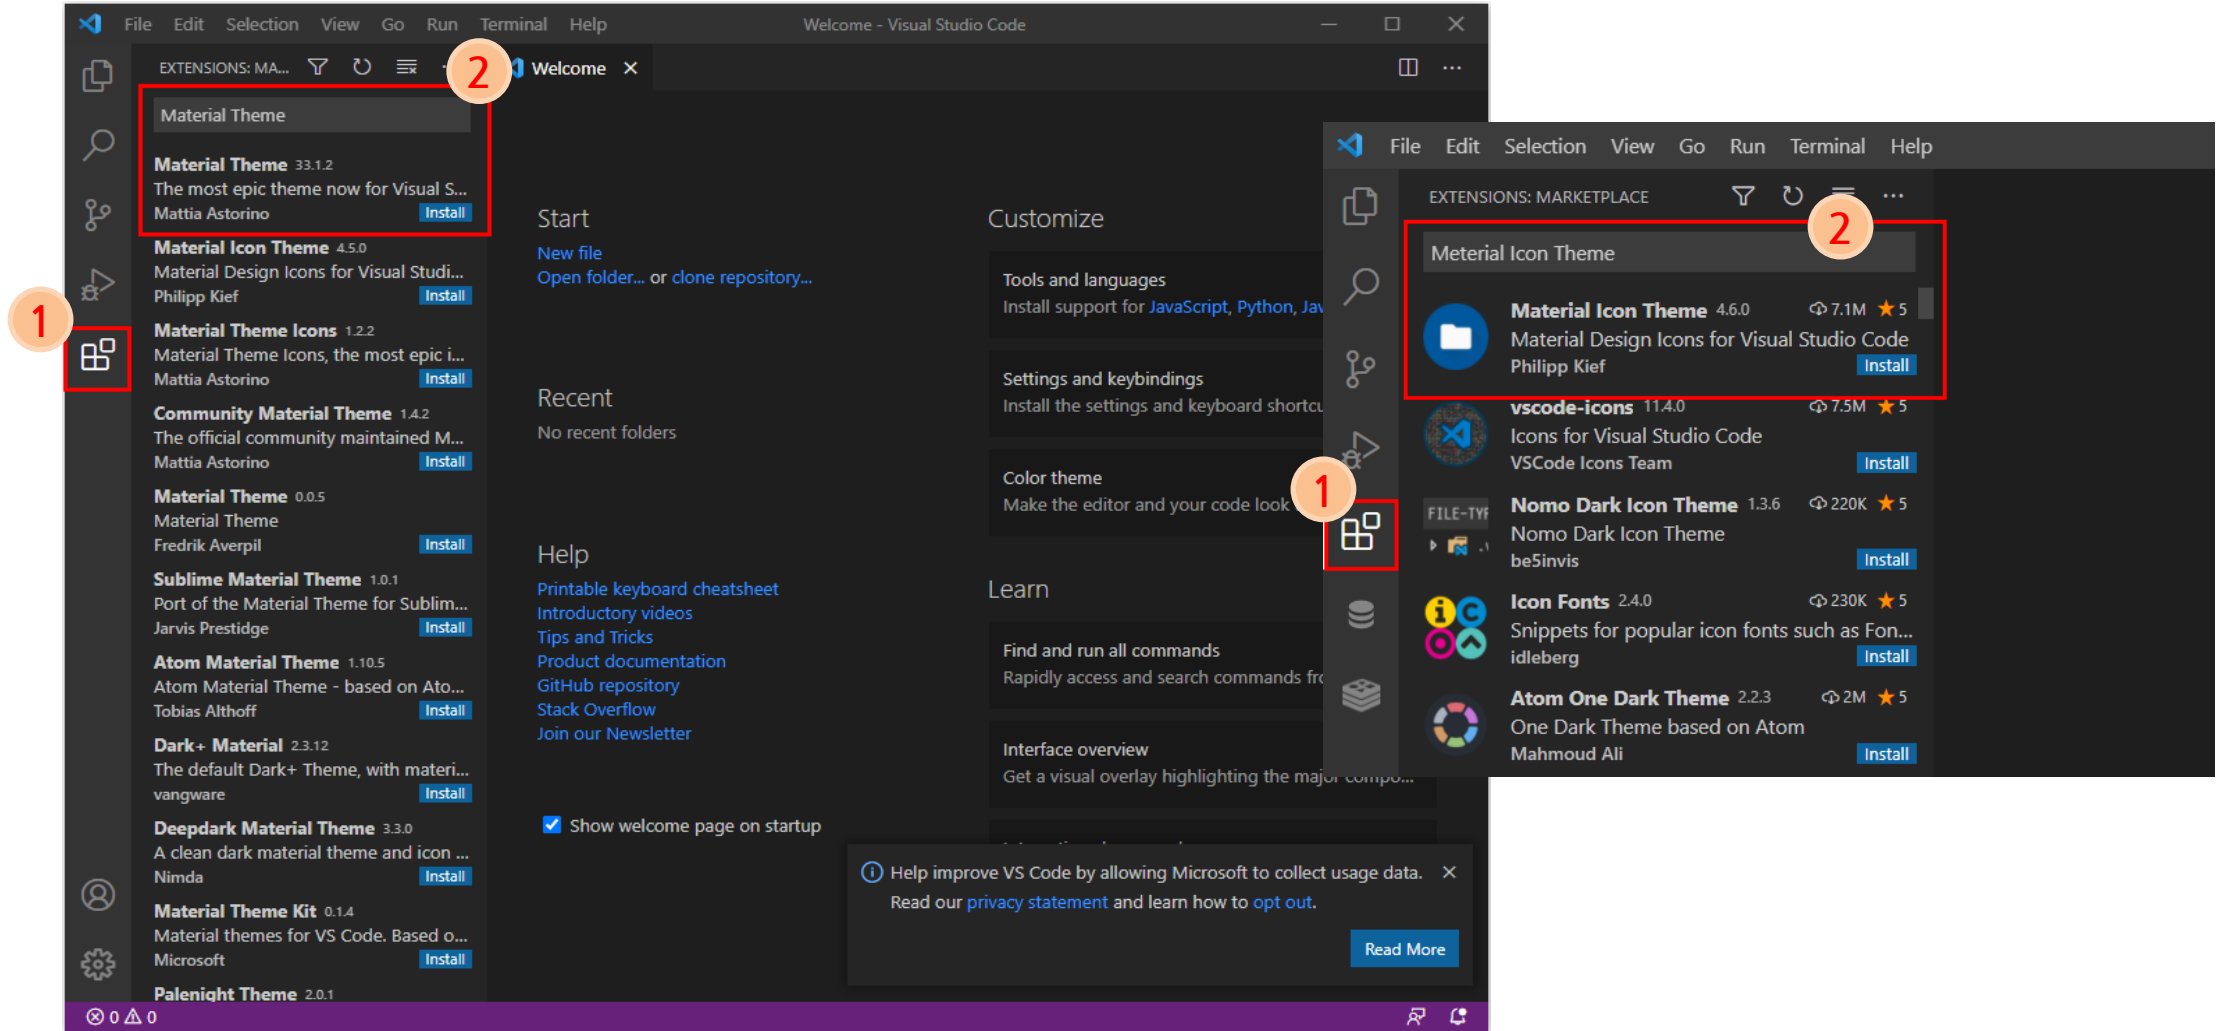 File Edit Selection View Go Run Terminal Help
Welcome - Visual Studio Code
EXTENSIONS: MA...
2
Welcome
Material Theme
Material Theme 33.1.2
The most epic theme now for Visual S...
Mattia Astorino
Install
Material Icon Theme 4.5.0
Material Design Icons for Visual Studi...
Philipp Kief
Install
1
Material Theme Icons 1.2.2
Material Theme Icons, the most epic i...
Mattia Astorino
Install
Community Material Theme 1.4.2
The official community maintained M...
Mattia Astorino
Install
Material Theme 0.0.5
Material Theme
Fredrik Averpil
Install
Sublime Material Theme 1.0.1
Port of the Material Theme for Sublim...
Jarvis Prestidge
Install
Atom Material Theme 1.10.5
Atom Material Theme - based on Ato...
Tobias Althoff
Install
Dark+ Material 2.3.12
The default Dark+ Theme, with materi...
vangware
Install
Deepdark Material Theme 3.3.0
A clean dark material theme and icon ...
Nimda
Install
Material Theme Kit 0.1.4
Material themes for VS Code. Based o...
Microsoft
Install
Palenight Theme 2.0.1
0 0
Start
New file
Open folder... or clone repository...
Recent
No recent folders
Help
Printable keyboard cheatsheet
Introductory videos
Tips and Tricks
Product documentation
GitHub repository
Stack Overflow
Join our Newsletter
Show welcome page on startup
Customize
Tools and languages
Install support for JavaScript, Python, Jav
Settings and keybindings
Install the settings and keyboard shortcu
Color theme
Make the editor and your code look
Learn
Find and run all commands
Rapidly access and search commands fro
Interface overview
Get a visual overlay highlighting the major compo...
Help improve VS Code by allowing Microsoft to collect usage data.
Read our privacy statement and learn how to opt out.
Read More
File Edit Selection View Go Run Terminal Help
EXTENSIONS: MARKETPLACE
2
Meterial Icon Theme
Material Icon Theme 4.6.0 7.1M 5
Material Design Icons for Visual Studio Code
Philipp Kief
Install
vscode-icons 11.4.0 7.5M 5
Icons for Visual Studio Code
VSCode Icons Team
Install
1
Nomo Dark Icon Theme 1.3.6 220K 5
FILE-TYP
Nomo Dark Icon Theme
be5invis
Install
Icon Fonts 2.4.0 230K 5
Snippets for popular icon fonts such as Fon...
idleberg
Install
Atom One Dark Theme 2.2.3 2M 5
One Dark Theme based on Atom
Mahmoud Ali
Install